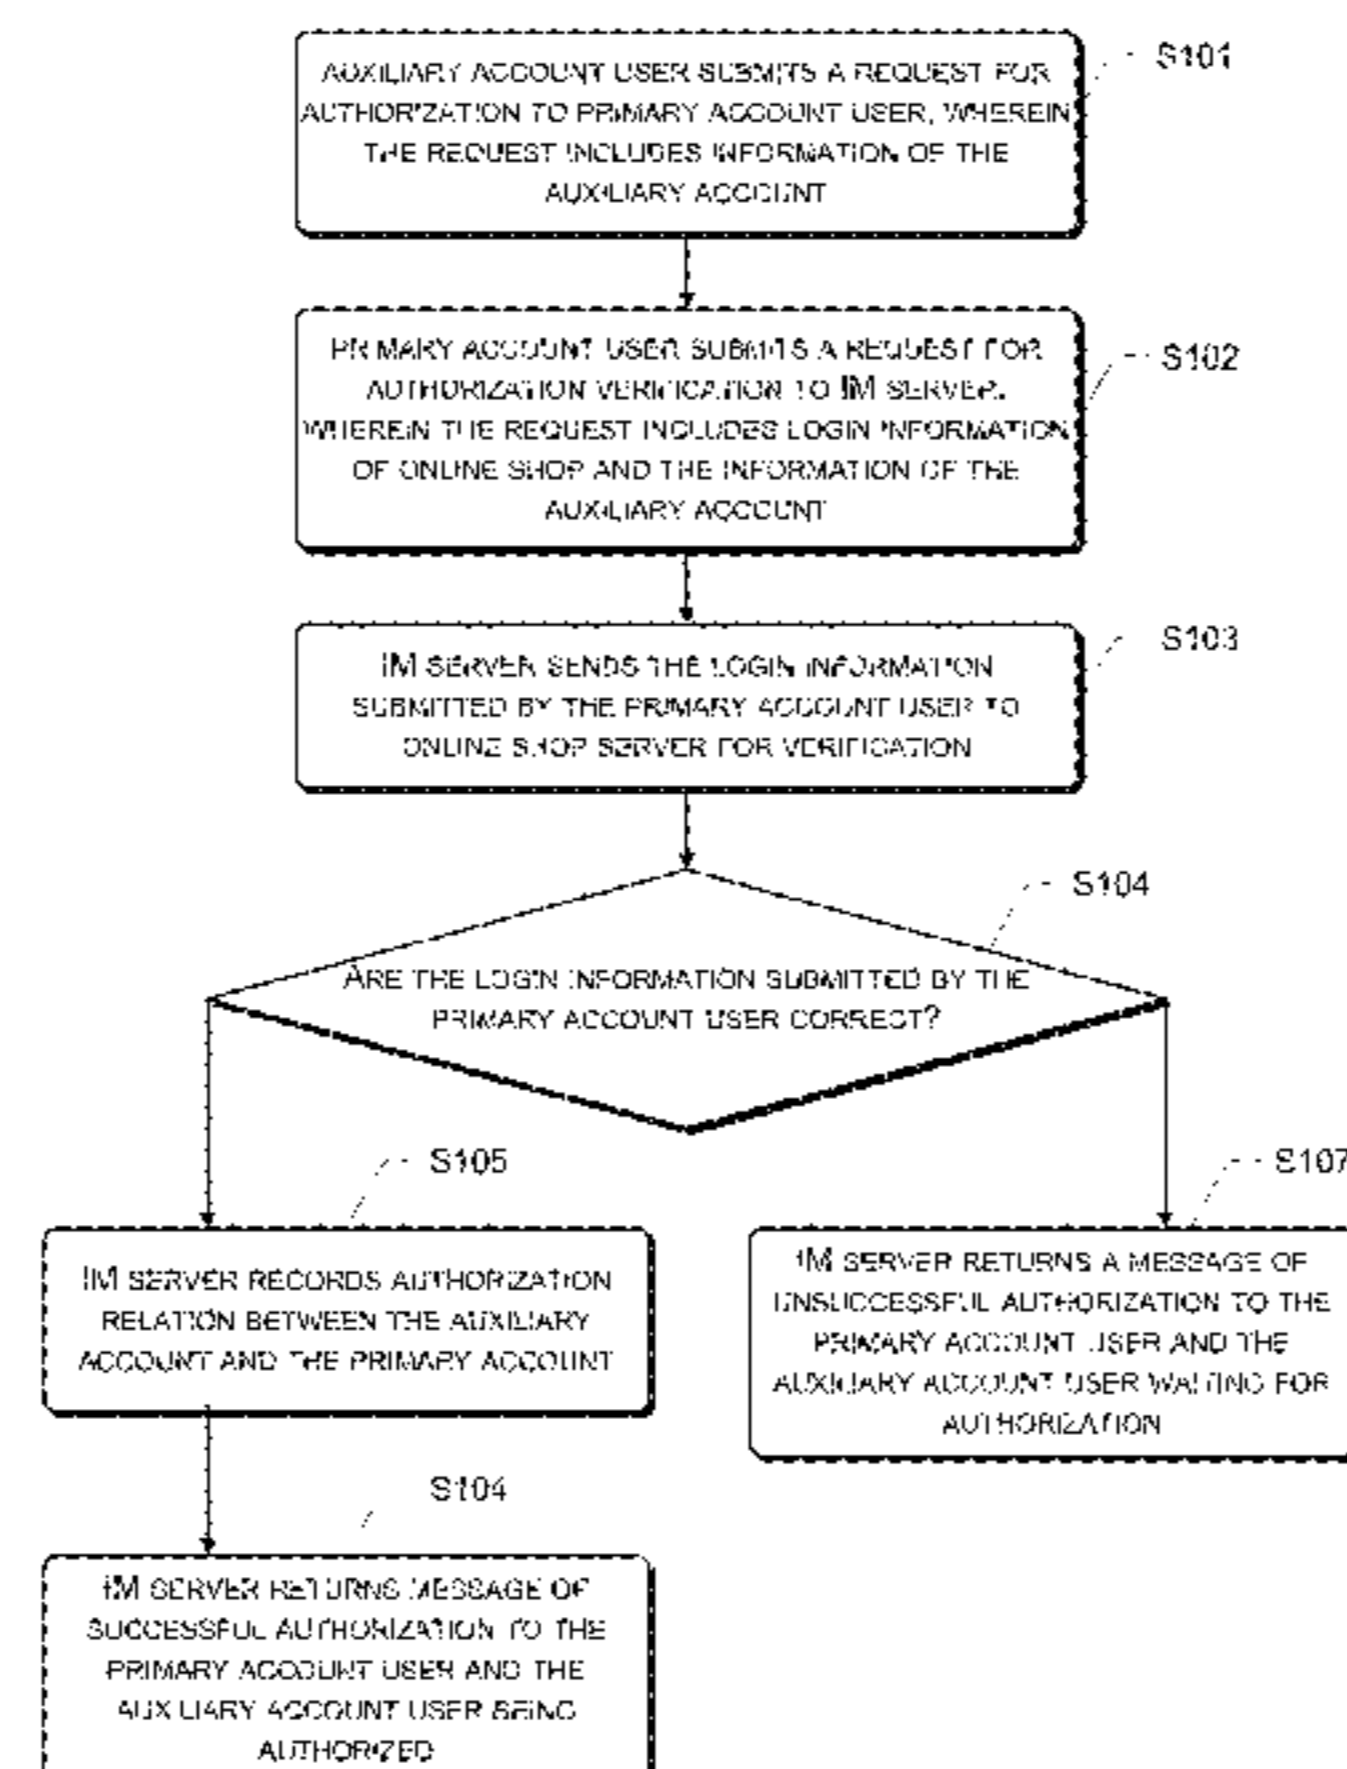 AUXILIARY ACCOUNT USER SUBMITS A REQUEST FOR
AUTHORIZATION TO PRIMARY ACCOUNT USER, WHEREIN
THE REQUEST INCLUDES INFORMATION OF THE
AUXILIARY ACCOUNT
S101
PRIMARY ACCOUNT USER SUBMITS A REQUEST FOR
AUTHORIZATION VERIFICATION TO IM SERVER,
WHEREIN THE REQUEST INCLUDES LOGIN INFORMATION
OF ONLINE SHOP AND THE INFORMATION OF THE
AUXILIARY ACCOUNT
S102
IM SERVER SENDS THE LOGIN INFORMATION
SUBMITTED BY THE PRIMARY ACCOUNT USER TO
ONLINE SHOP SERVER FOR VERIFICATION
S103
S104
ARE THE LOGIN INFORMATION SUBMITTED BY THE
PRIMARY ACCOUNT USER CORRECT?
S105
IM SERVER RECORDS AUTHORIZATION
RELATION BETWEEN THE AUXILIARY
ACCOUNT AND THE PRIMARY ACCOUNT
S107
IM SERVER RETURNS A MESSAGE OF
UNSUCCESSFUL AUTHORIZATION TO THE
PRIMARY ACCOUNT USER AND THE
AUXILIARY ACCOUNT USER WAITING FOR
AUTHORIZATION
S104
IM SERVER RETURNS MESSAGE OF
SUCCESSFUL AUTHORIZATION TO THE
PRIMARY ACCOUNT USER AND THE
AUXILIARY ACCOUNT USER BEING
AUTHORIZED